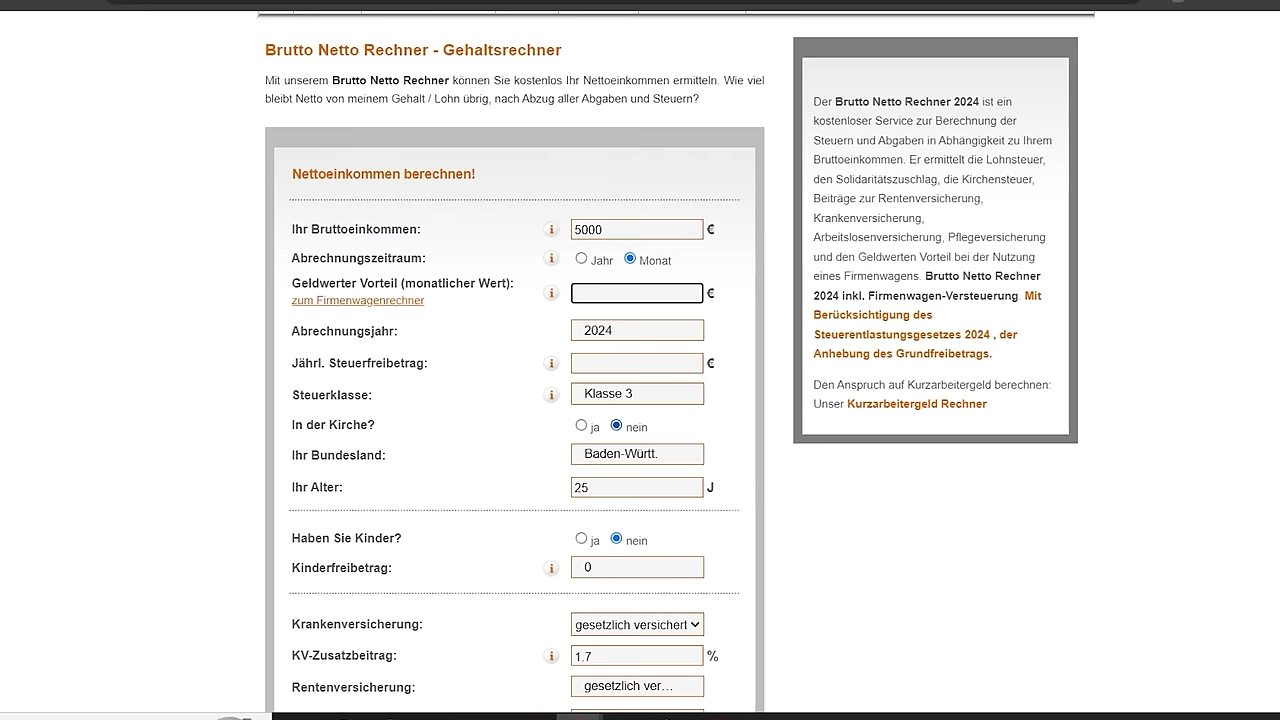 Brutto Netto Rechner - Gehaltsrechner
Mit unserem Brutto Netto Rechner können Sie kostenlos Ihr Nettoeinkommen ermitteln. Wie viel
bleibt Netto von meinem Gehalt / Lohn übrig, nach Abzug aller Abgaben und Steuern?
Nettoeinkommen berechnen!
Ihr Bruttoeinkommen: i 5000 €
Abrechnungszeitraum: i Jahr Monat
Geldwerter Vorteil (monatlicher Wert): i €
zum Firmenwagenrechner
Abrechnungsjahr: 2024
Jährl. Steuerfreibetrag: i €
Steuerklasse: i Klasse 3
In der Kirche? ja nein
Ihr Bundesland: Baden-Württ.
Ihr Alter: 25 J
Haben Sie Kinder? ja nein
Kinderfreibetrag: i 0
Krankenversicherung: gesetzlich versichert
KV-Zusatzbeitrag: i 1.7 %
Rentenversicherung: gesetzlich ver…
Der Brutto Netto Rechner 2024 ist ein
kostenloser Service zur Berechnung der
Steuern und Abgaben in Abhängigkeit zu Ihrem
Bruttoeinkommen. Er ermittelt die Lohnsteuer,
den Solidaritätszuschlag, die Kirchensteuer,
Beiträge zur Rentenversicherung,
Krankenversicherung,
Arbeitslosenversicherung, Pflegeversicherung
und den Geldwerten Vorteil bei der Nutzung
eines Firmenwagens. Brutto Netto Rechner
2024 inkl. Firmenwagen-Versteuerung. Mit
Berücksichtigung des
Steuerentlastungsgesetzes 2024 , der
Anhebung des Grundfreibetrags.
Den Anspruch auf Kurzarbeitergeld berechnen:
Unser Kurzarbeitergeld Rechner